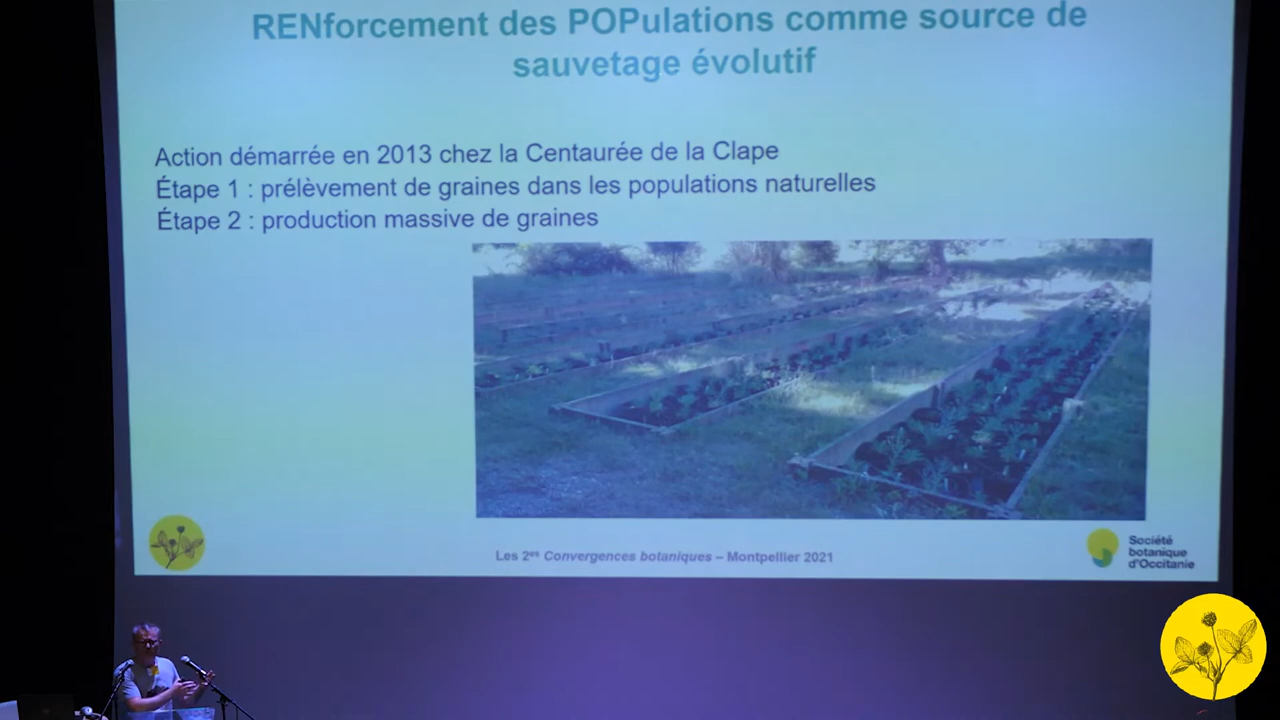 RENforcement des POPulations comme source de
sauvetage évolutif
Action démarrée en 2013 chez la Centaurée de la Clape
Étape 1 : prélèvement de graines dans les populations naturelles
Étape 2 : production massive de graines
Les 2es Convergences botaniques – Montpellier 2021
Société
botanique
d'Occitanie